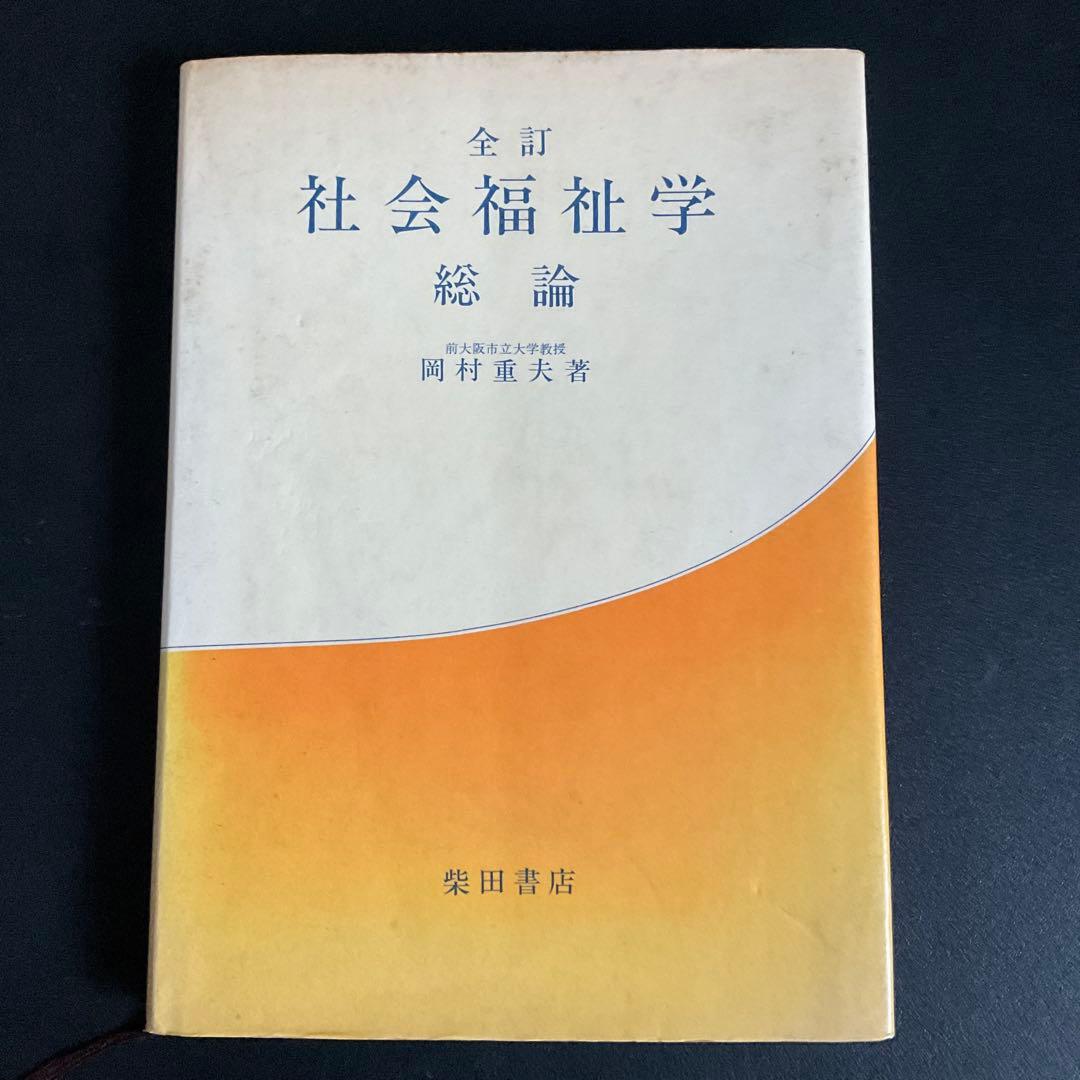 全訂
社会福祉学
総論
前大阪市立大学教授
岡村重夫著
柴田書店